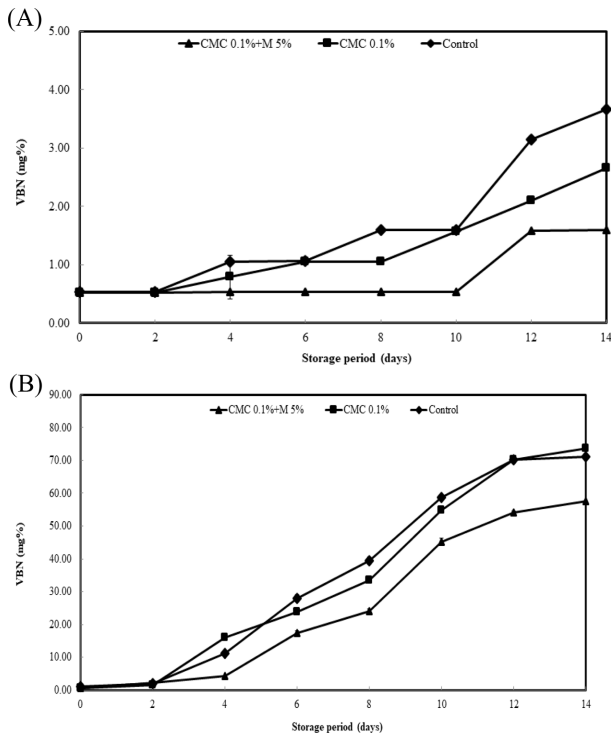 (A)
5.00
CMC 0.1%+M 5% CMC 0.1% Control
4.00
3.00
VBN (mg%)
2.00
1.00
0.00
0 2 4 6 8 10 12 14
Storage period (days)
(B)
90.00
CMC 0.1%+M 5% CMC 0.1% Control
80.00
70.00
60.00
50.00
VBN (mg%)
40.00
30.00
20.00
10.00
0.00
0 2 4 6 8 10 12 14
Storage period (days)